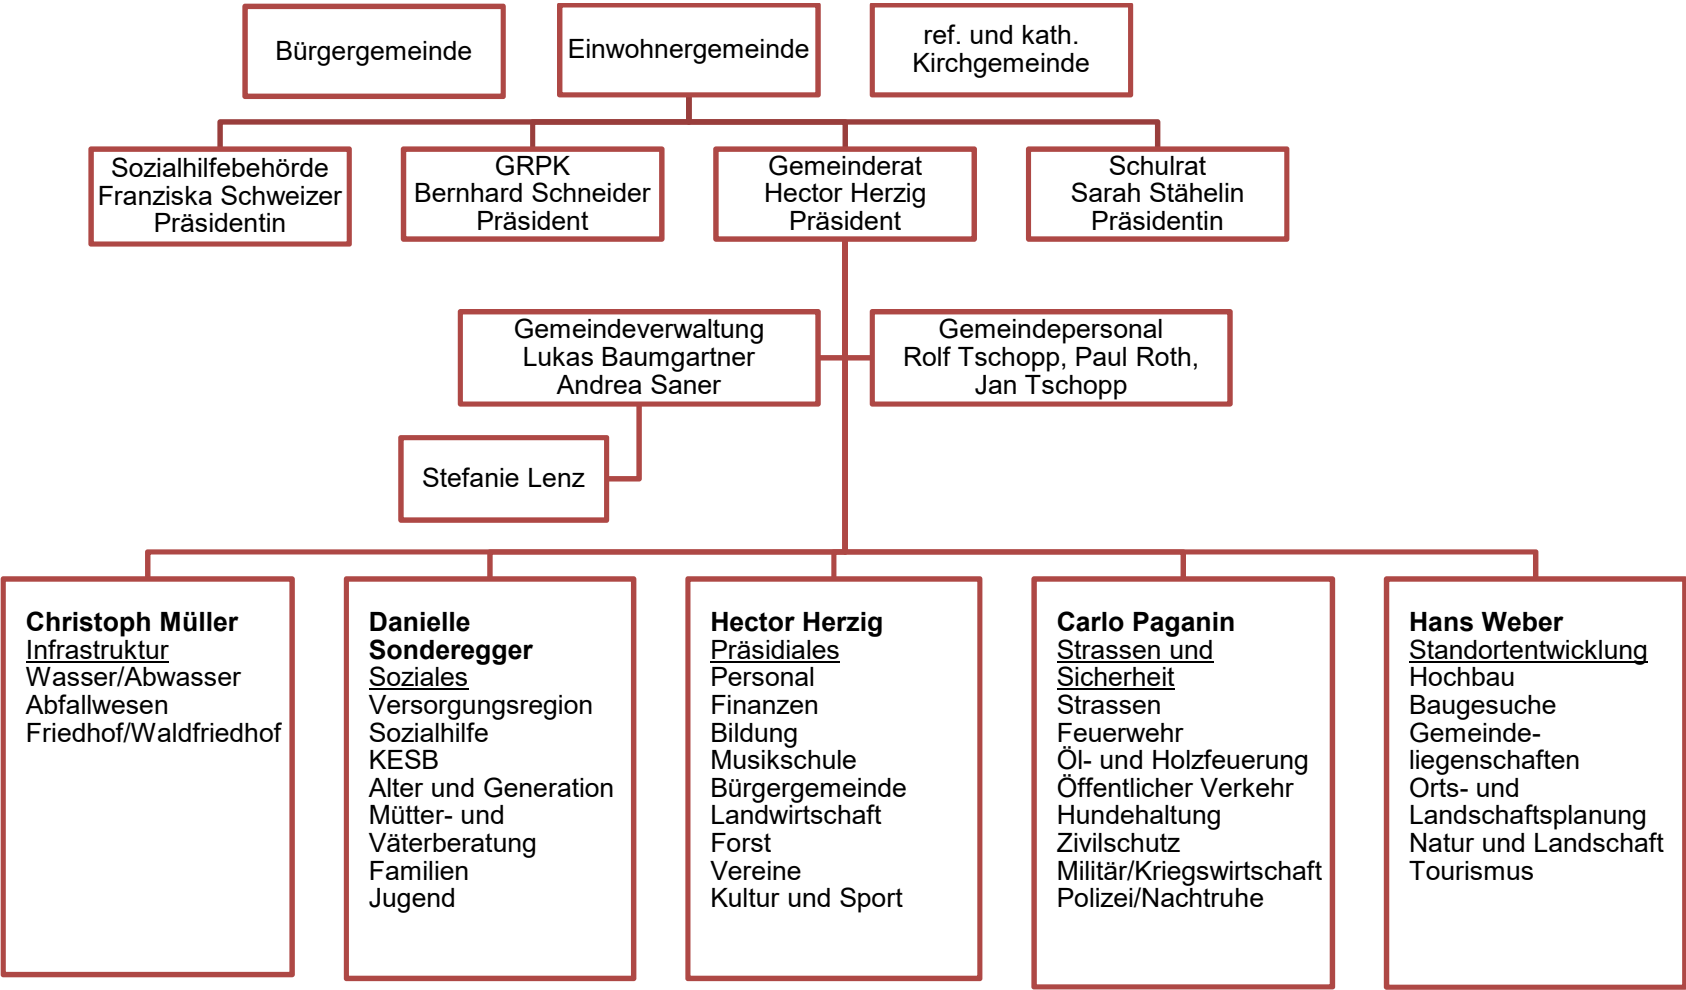 Bürgergemeinde
Einwohnergemeinde
ref. und kath.
Kirchgemeinde
Sozialhilfebehörde
Franziska Schweizer
Präsidentin
GRPK
Bernhard Schneider
Präsident
Gemeinderat
Hector Herzig
Präsident
Schulrat
Sarah Stähelin
Präsidentin
Gemeindeverwaltung
Lukas Baumgartner
Andrea Saner
Gemeindepersonal
Rolf Tschopp, Paul Roth,
Jan Tschopp
Stefanie Lenz
Christoph Müller
Infrastruktur
Wasser/Abwasser
Abfallwesen
Friedhof/Waldfriedhof
Danielle
Sonderegger
Soziales
Versorgungsregion
Sozialhilfe
KESB
Alter und Generation
Mütter- und
Väterberatung
Familien
Jugend
Hector Herzig
Präsidiales
Personal
Finanzen
Bildung
Musikschule
Bürgergemeinde
Landwirtschaft
Forst
Vereine
Kultur und Sport
Carlo Paganin
Strassen und
Sicherheit
Strassen
Feuerwehr
Öl- und Holzfeuerung
Öffentlicher Verkehr
Hundehaltung
Zivilschutz
Militär/Kriegswirtschaft
Polizei/Nachtruhe
Hans Weber
Standortentwicklung
Hochbau
Baugesuche
Gemeinde-
liegenschaften
Orts- und
Landschaftsplanung
Natur und Landschaft
Tourismus